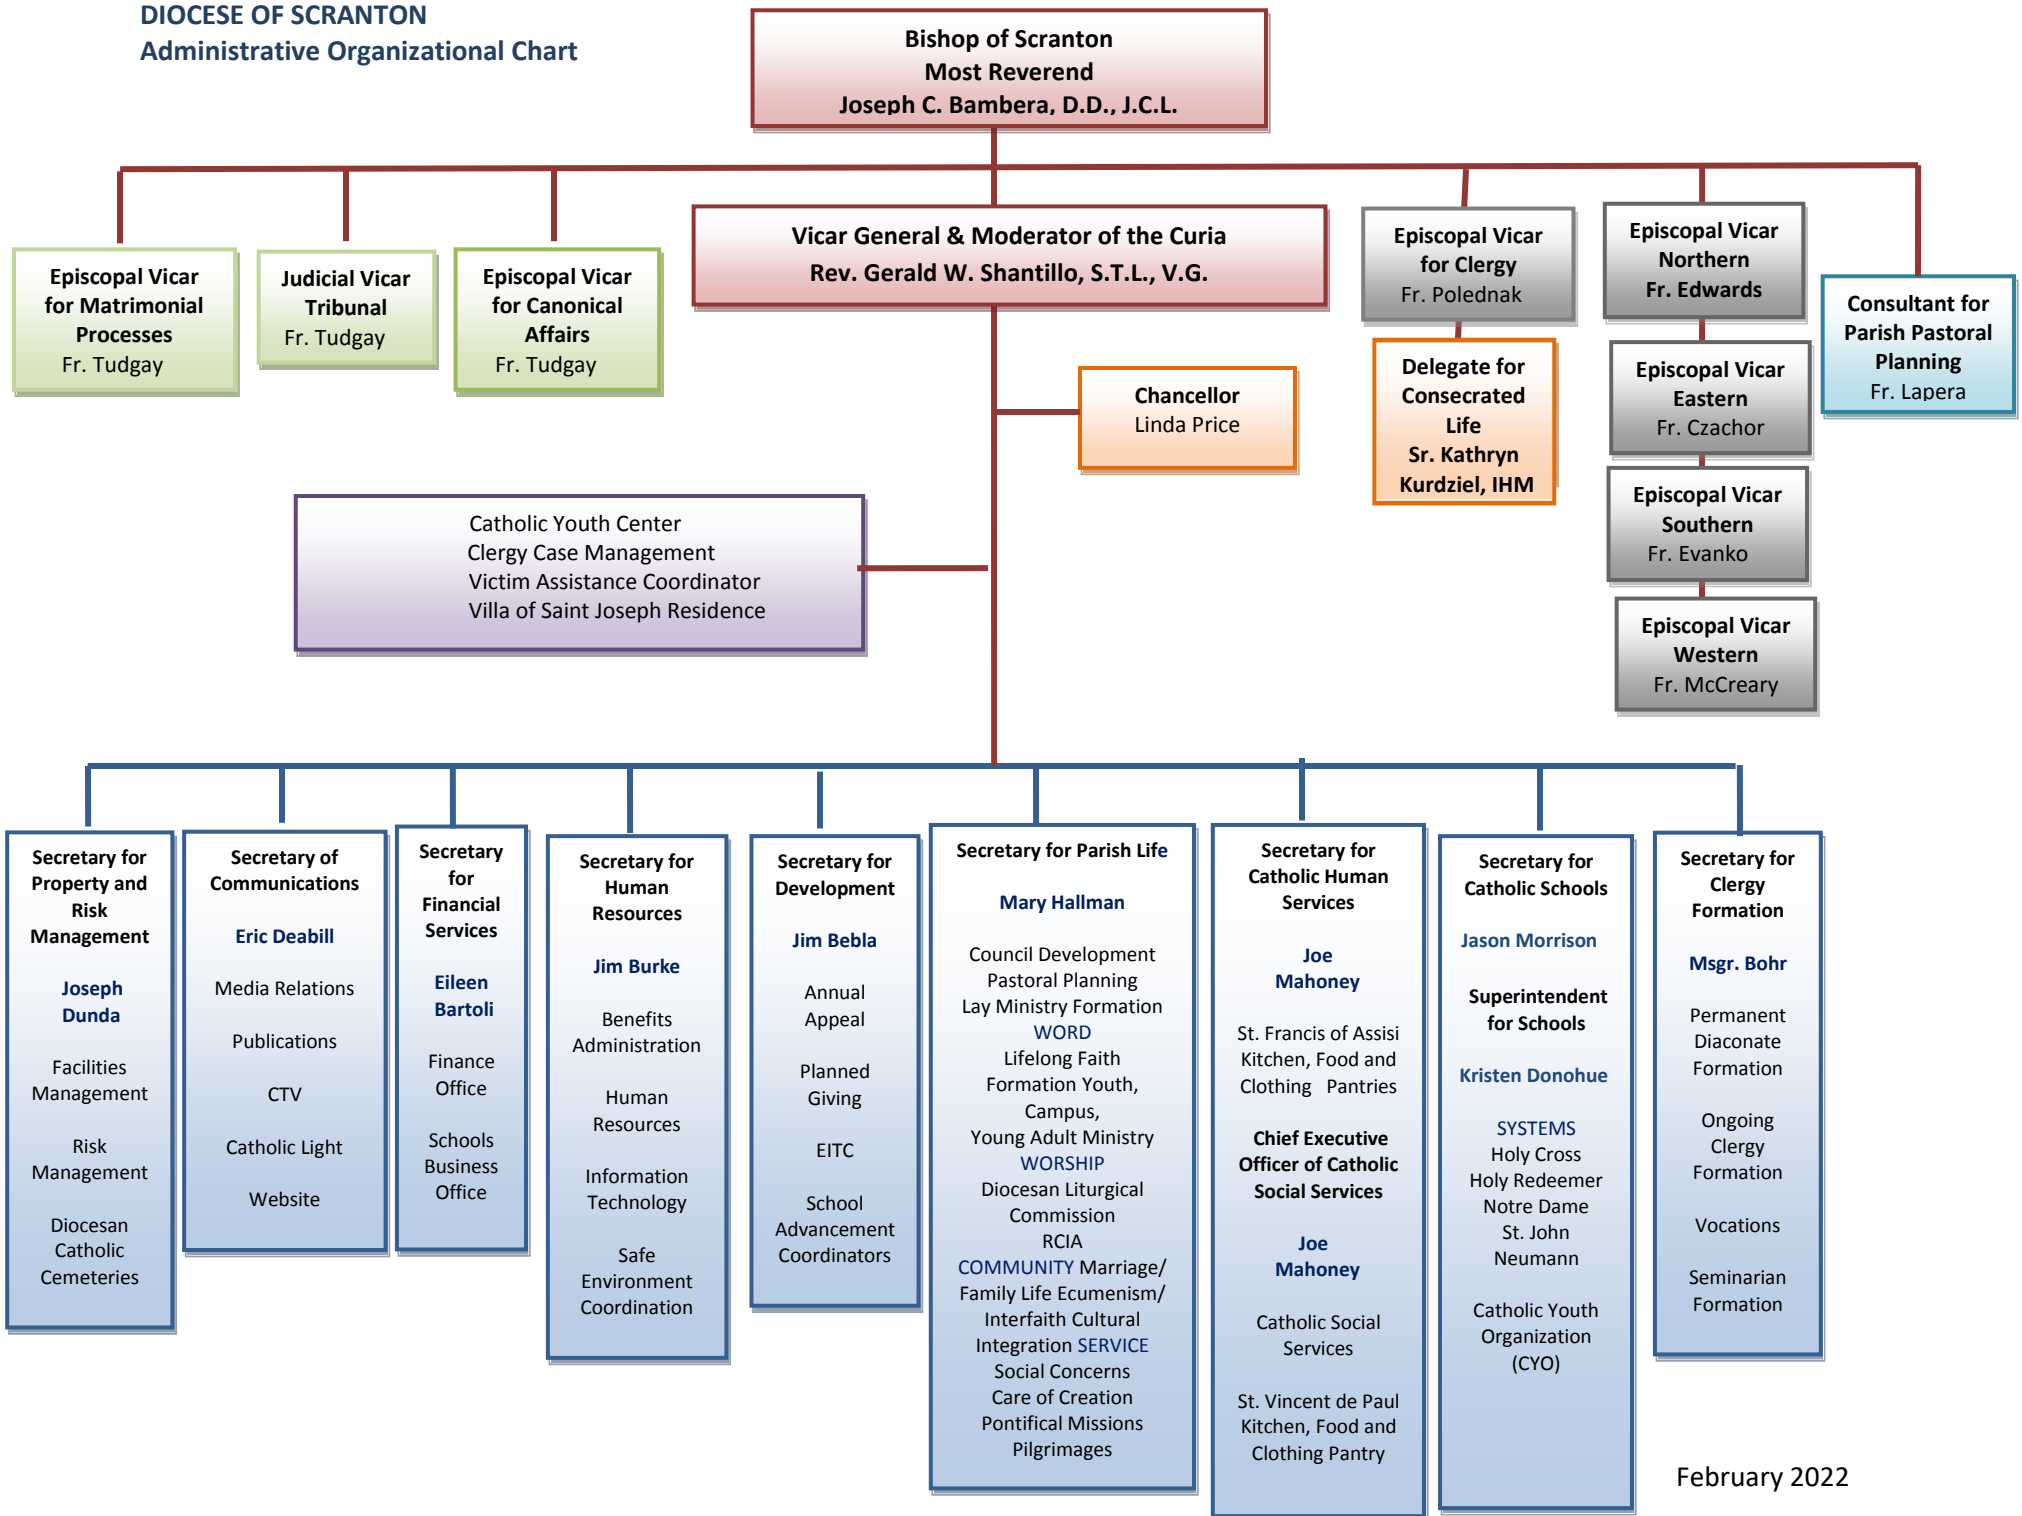 DIOCESE OF SCRANTON
Administrative Organizational Chart
Bishop of Scranton
Most Reverend
Joseph C. Bambera, D.D., J.C.L.
Episcopal Vicar
for Matrimonial
Processes
Fr. Tudgay
Judicial Vicar
Tribunal
Fr. Tudgay
Episcopal Vicar
for Canonical
Affairs
Fr. Tudgay
Vicar General & Moderator of the Curia
Rev. Gerald W. Shantillo, S.T.L., V.G.
Episcopal Vicar
for Clergy
Fr. Polednak
Delegate for
Consecrated
Life
Sr. Kathryn
Kurdziel, IHM
Episcopal Vicar
Northern
Fr. Edwards
Episcopal Vicar
Eastern
Fr. Czachor
Episcopal Vicar
Southern
Fr. Evanko
Episcopal Vicar
Western
Fr. McCreary
Consultant for
Parish Pastoral
Planning
Fr. Lapera
Chancellor
Linda Price
Catholic Youth Center
Clergy Case Management
Victim Assistance Coordinator
Villa of Saint Joseph Residence
Secretary for
Property and
Risk
Management
Joseph
Dunda
Facilities
Management
Risk
Management
Diocesan
Catholic
Cemeteries
Secretary of
Communications
Eric Deabill
Media Relations
Publications
CTV
Catholic Light
Website
Secretary
for
Financial
Services
Eileen
Bartoli
Finance
Office
Schools
Business
Office
Secretary for
Human
Resources
Jim Burke
Benefits
Administration
Human
Resources
Information
Technology
Safe
Environment
Coordination
Secretary for
Development
Jim Bebla
Annual
Appeal
Planned
Giving
EITC
School
Advancement
Coordinators
Secretary for Parish Life
Mary Hallman
Council Development
Pastoral Planning
Lay Ministry Formation
WORD
Lifelong Faith
Formation Youth,
Campus,
Young Adult Ministry
WORSHIP
Diocesan Liturgical
Commission
RCIA
COMMUNITY Marriage/
Family Life Ecumenism/
Interfaith Cultural
Integration SERVICE
Social Concerns
Care of Creation
Pontifical Missions
Pilgrimages
Secretary for
Catholic Human
Services
Joe
Mahoney
St. Francis of Assisi
Kitchen, Food and
Clothing Pantries
Chief Executive
Officer of Catholic
Social Services
Joe
Mahoney
Catholic Social
Services
St. Vincent de Paul
Kitchen, Food and
Clothing Pantry
Secretary for
Catholic Schools
Jason Morrison
Superintendent
for Schools
Kristen Donohue
SYSTEMS
Holy Cross
Holy Redeemer
Notre Dame
St. John
Neumann
Catholic Youth
Organization
(CYO)
Secretary for
Clergy
Formation
Msgr. Bohr
Permanent
Diaconate
Formation
Ongoing
Clergy
Formation
Vocations
Seminarian
Formation
February 2022